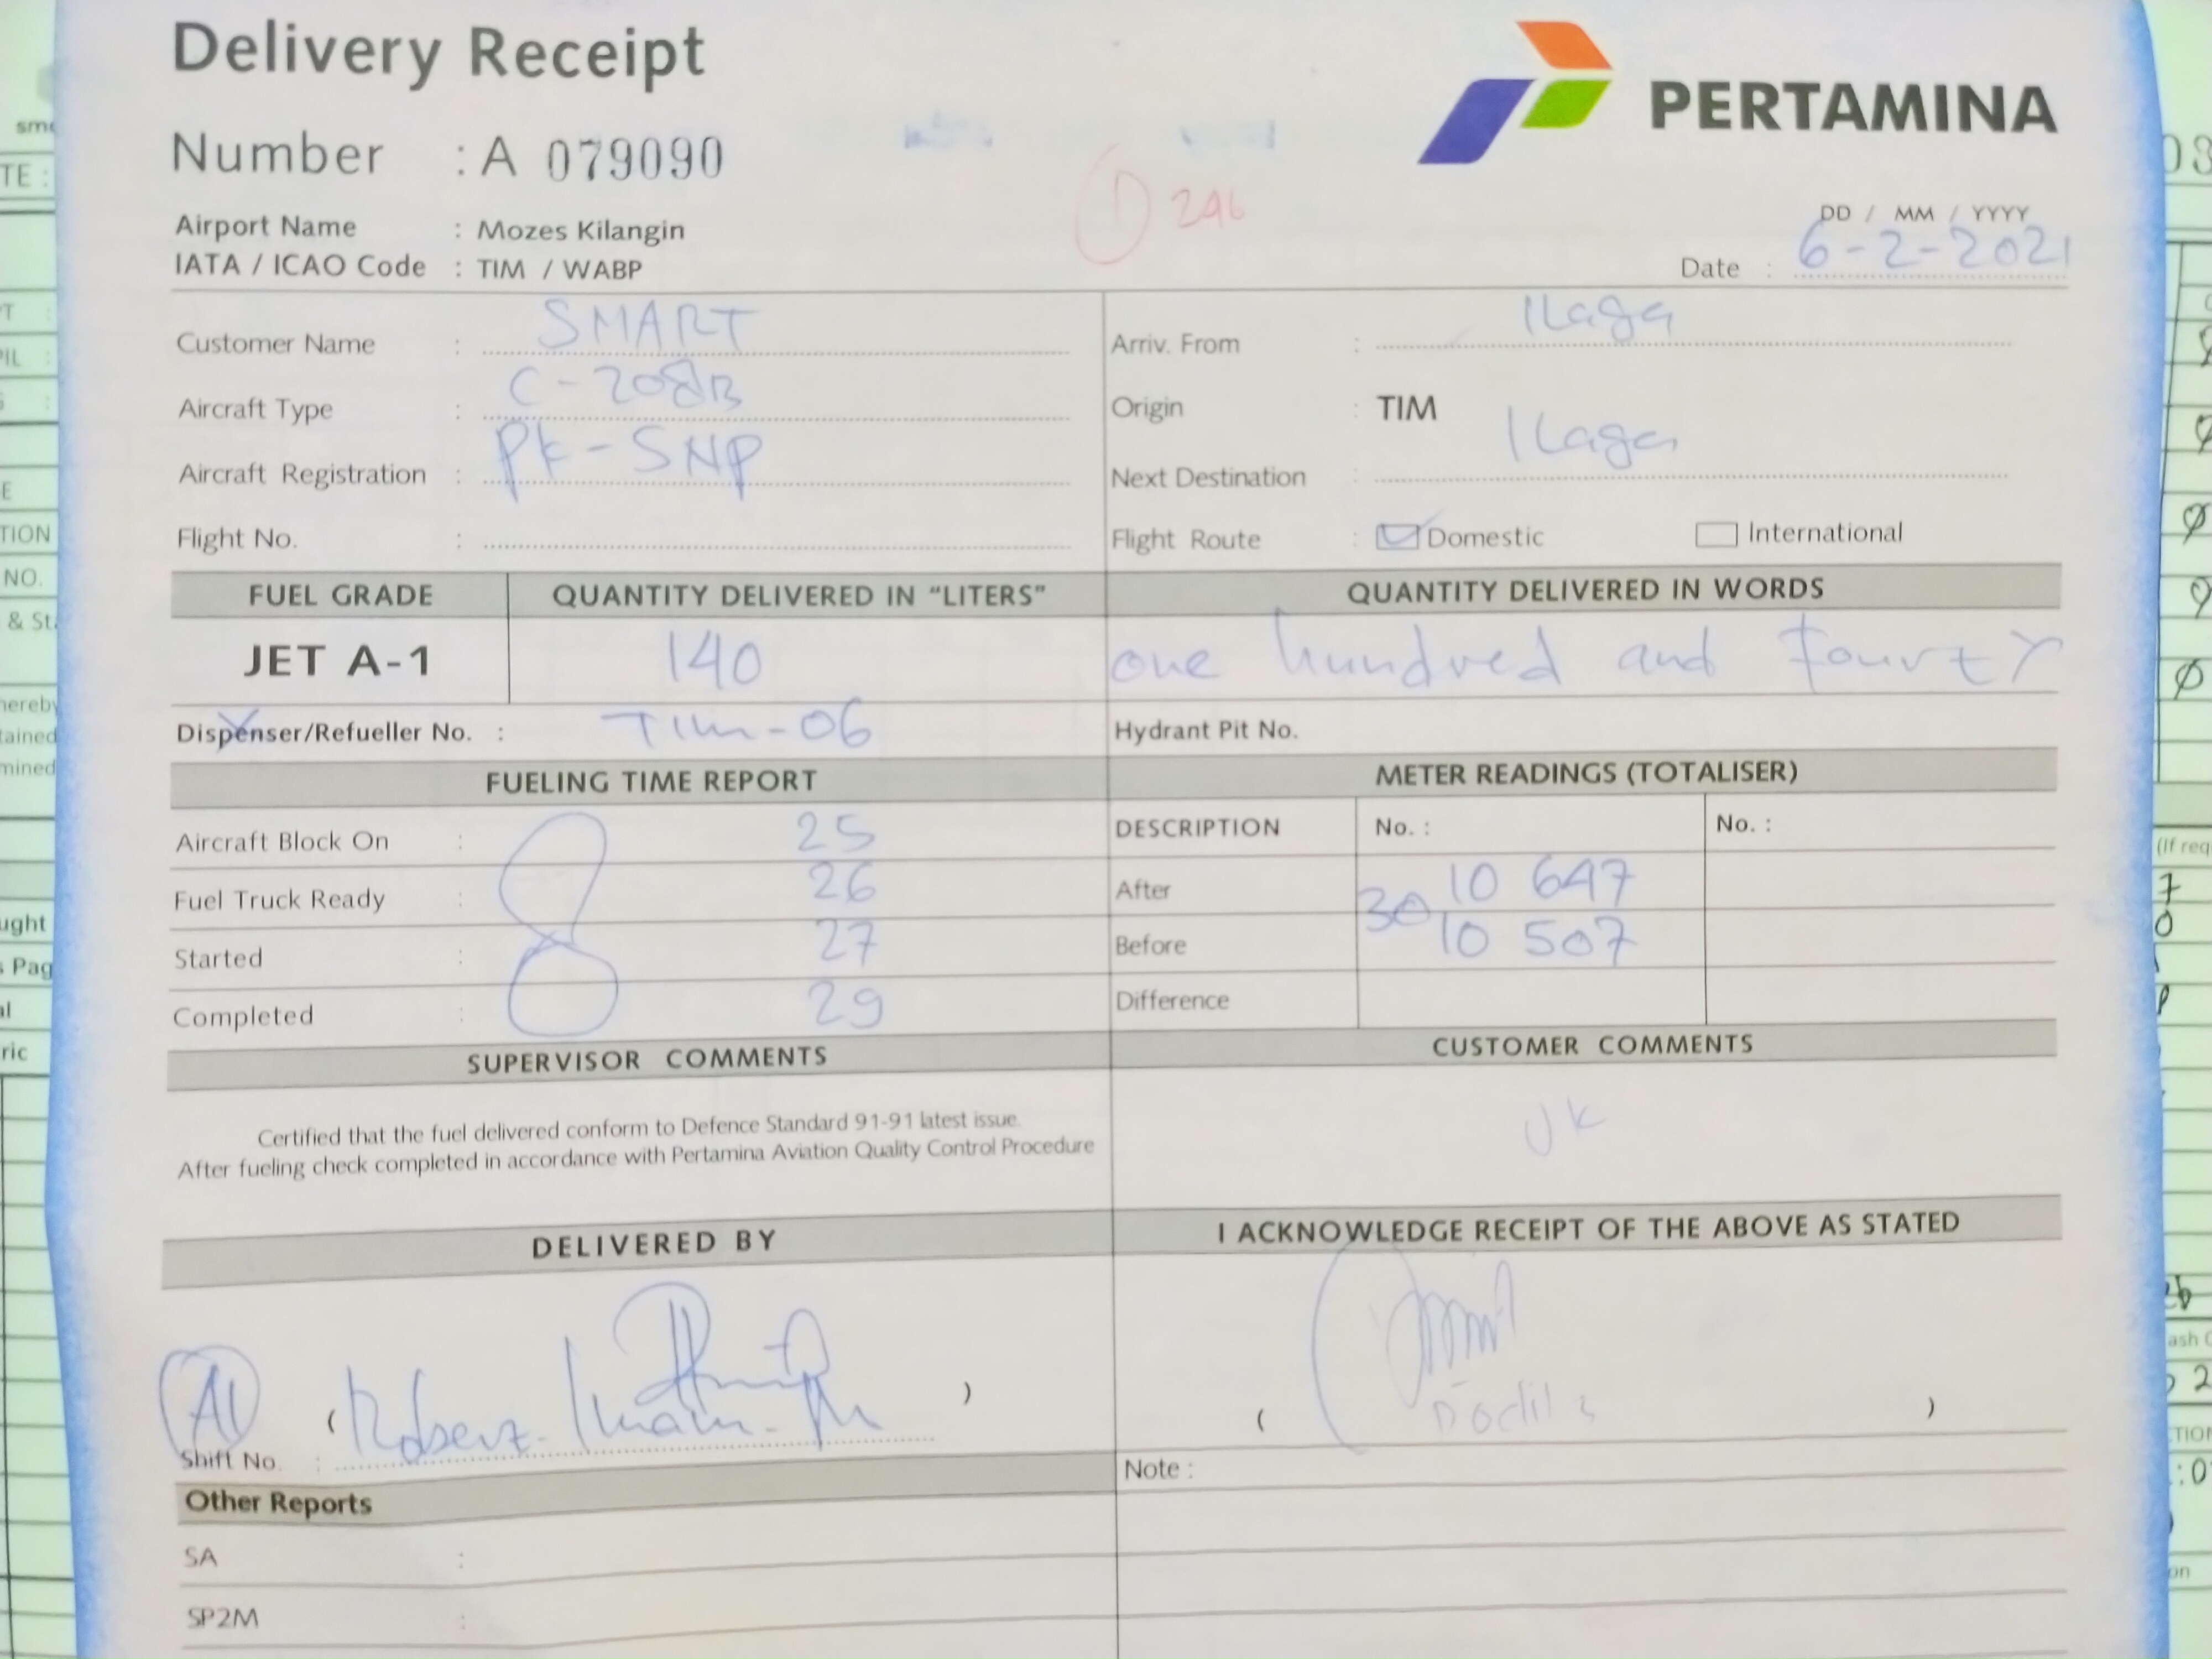 Delivery Receipt
PERTAMINA
Number : A 079090
246
Airport Name : Mozes Kilangin
IATA / ICAO Code : TIM / WABP
DD / MM / YYYY
Date : 6-2-2021
Customer Name : SMART
Arriv. From : Ilaga
Aircraft Type : C-208B
Origin : TIM
Aircraft Registration : PK-SNP
Next Destination : Ilaga
Flight No. :
Flight Route : Domestic International
FUEL GRADE QUANTITY DELIVERED IN "LITERS" QUANTITY DELIVERED IN WORDS
JET A-1 140 one hundred and Fourty
Dispenser/Refueller No. : TIM-06 Hydrant Pit No.
FUELING TIME REPORT METER READINGS (TOTALISER)
DESCRIPTION No. : No. :
Aircraft Block On : 8 25
Fuel Truck Ready : 26
After 30 10 647
Started : 27
Before 10 507
Completed : 29
Difference
SUPERVISOR COMMENTS CUSTOMER COMMENTS
Certified that the fuel delivered conform to Defence Standard 91-91 latest issue.
After fueling check completed in accordance with Pertamina Aviation Quality Control Procedure
DELIVERED BY I ACKNOWLEDGE RECEIPT OF THE ABOVE AS STATED
A1
Shift No. :
Note :
Other Reports
SA :
SP2M :